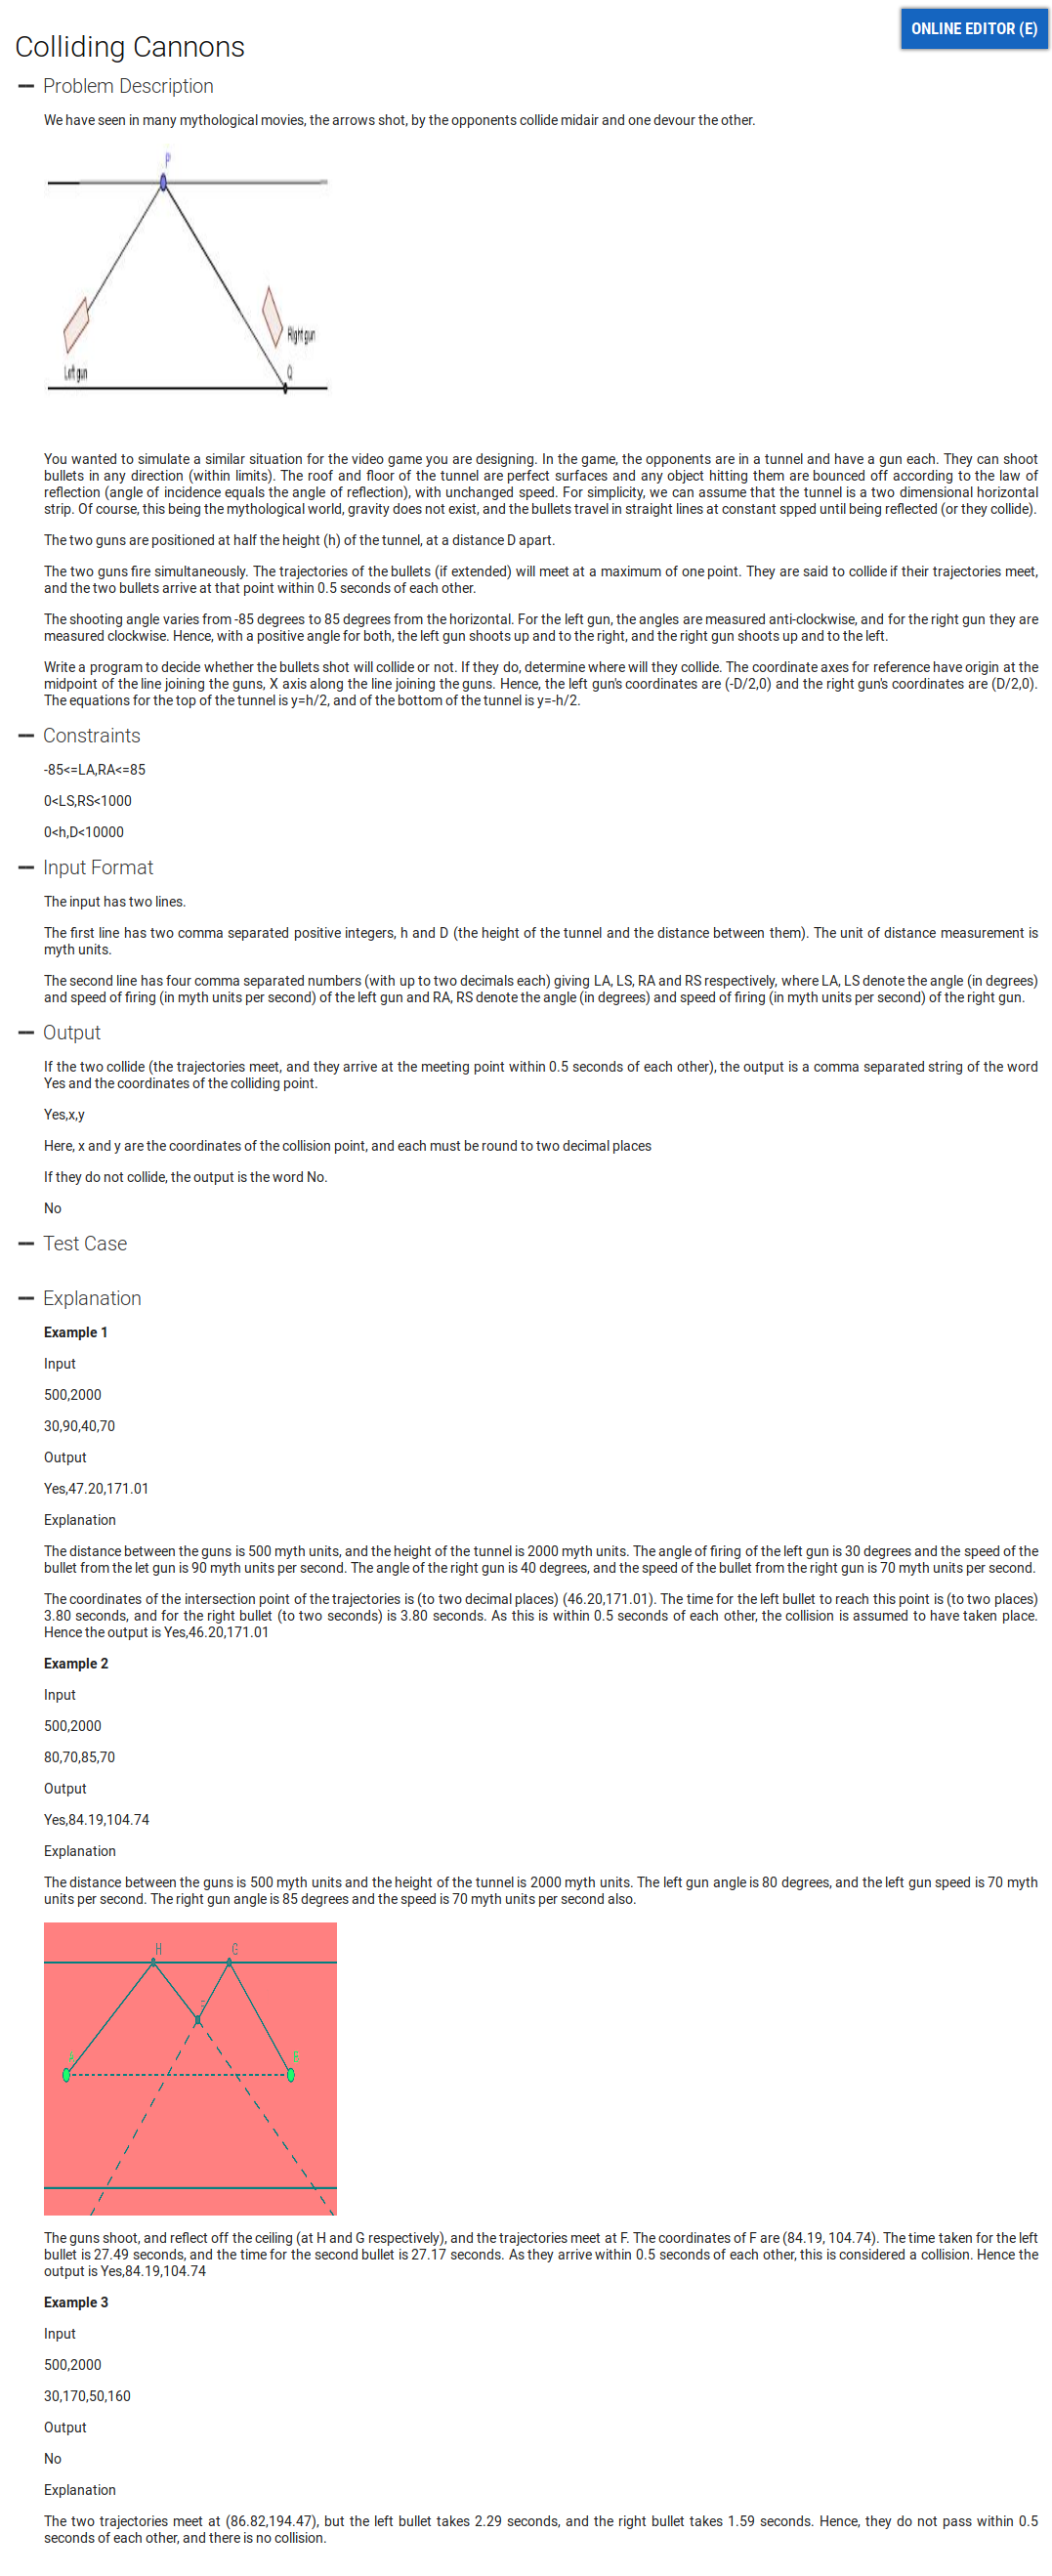 ONLINE EDITOR (E)
Colliding Cannons
Problem Description
We have seen in many mythological movies, the arrows shot, by the opponents collide midair and one devour the other.
P
Right gun
Left gun
Q
You wanted to simulate a similar situation for the video game you are designing. In the game, the opponents are in a tunnel and have a gun each. They can shoot
bullets in any direction (within limits). The roof and floor of the tunnel are perfect surfaces and any object hitting them are bounced off according to the law of
reflection (angle of incidence equals the angle of reflection), with unchanged speed. For simplicity, we can assume that the tunnel is a two dimensional horizontal
strip. Of course, this being the mythological world, gravity does not exist, and the bullets travel in straight lines at constant spped until being reflected (or they collide).
The two guns are positioned at half the height (h) of the tunnel, at a distance D apart.
The two guns fire simultaneously. The trajectories of the bullets (if extended) will meet at a maximum of one point. They are said to collide if their trajectories meet,
and the two bullets arrive at that point within 0.5 seconds of each other.
The shooting angle varies from -85 degrees to 85 degrees from the horizontal. For the left gun, the angles are measured anti-clockwise, and for the right gun they are
measured clockwise. Hence, with a positive angle for both, the left gun shoots up and to the right, and the right gun shoots up and to the left.
Write a program to decide whether the bullets shot will collide or not. If they do, determine where will they collide. The coordinate axes for reference have origin at the
midpoint of the line joining the guns, X axis along the line joining the guns. Hence, the left gun's coordinates are (-D/2,0) and the right gun's coordinates are (D/2,0).
The equations for the top of the tunnel is y=h/2, and of the bottom of the tunnel is y=-h/2.
Constraints
-85<=LA,RA<=85
0<LS,RS<1000
0<h,D<10000
Input Format
The input has two lines.
The first line has two comma separated positive integers, h and D (the height of the tunnel and the distance between them). The unit of distance measurement is
myth units.
The second line has four comma separated numbers (with up to two decimals each) giving LA, LS, RA and RS respectively, where LA, LS denote the angle (in degrees)
and speed of firing (in myth units per second) of the left gun and RA, RS denote the angle (in degrees) and speed of firing (in myth units per second) of the right gun.
Output
If the two collide (the trajectories meet, and they arrive at the meeting point within 0.5 seconds of each other), the output is a comma separated string of the word
Yes and the coordinates of the colliding point.
Yes,x,y
Here, x and y are the coordinates of the collision point, and each must be round to two decimal places
If they do not collide, the output is the word No.
No
Test Case
Explanation
Example 1
Input
500,2000
30,90,40,70
Output
Yes,47.20,171.01
Explanation
The distance between the guns is 500 myth units, and the height of the tunnel is 2000 myth units. The angle of firing of the left gun is 30 degrees and the speed of the
bullet from the let gun is 90 myth units per second. The angle of the right gun is 40 degrees, and the speed of the bullet from the right gun is 70 myth units per second.
The coordinates of the intersection point of the trajectories is (to two decimal places) (46.20,171.01). The time for the left bullet to reach this point is (to two places)
3.80 seconds, and for the right bullet (to two seconds) is 3.80 seconds. As this is within 0.5 seconds of each other, the collision is assumed to have taken place.
Hence the output is Yes,46.20,171.01
Example 2
Input
500,2000
80,70,85,70
Output
Yes,84.19,104.74
Explanation
The distance between the guns is 500 myth units and the height of the tunnel is 2000 myth units. The left gun angle is 80 degrees, and the left gun speed is 70 myth
units per second. The right gun angle is 85 degrees and the speed is 70 myth units per second also.
H G
The guns shoot, and reflect off the ceiling (at H and G respectively), and the trajectories meet at F. The coordinates of F are (84.19, 104.74). The time taken for the left
bullet is 27.49 seconds, and the time for the second bullet is 27.17 seconds. As they arrive within 0.5 seconds of each other, this is considered a collision. Hence the
output is Yes,84.19,104.74
Example 3
Input
500,2000
30,170,50,160
Output
No
Explanation
The two trajectories meet at (86.82,194.47), but the left bullet takes 2.29 seconds, and the right bullet takes 1.59 seconds. Hence, they do not pass within 0.5
seconds of each other, and there is no collision.